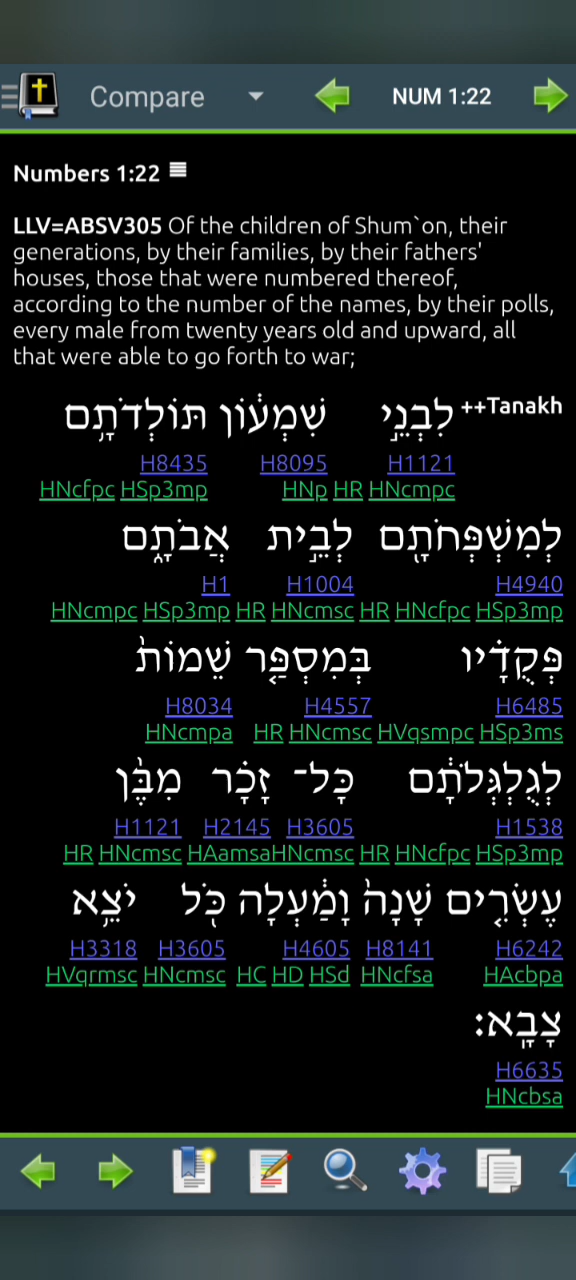 Compare
NUM 1:22
Numbers 1:22
LLV=ABSV305 Of the children of Shum`on, their
generations, by their families, by their fathers'
houses, those that were numbered thereof,
according to the number of the names, by their polls,
every male from twenty years old and upward, all
that were able to go forth to war;
++Tanakh לִבְנֵ֣י שִׁמְע֔וֹן תּוֹלְדֹתָ֥ם
H8435 H8095 H1121
HNcfpc HSp3mp HNp HR HNcmpc
לְמִשְׁפְּחֹתָ֖ם לְבֵ֣ית אֲבֹתָ֑ם
H1 H1004 H4940
HNcmpc HSp3mp HR HNcmsc HR HNcfpc HSp3mp
פְּקֻדָ֗יו בְּמִסְפַּ֤ר שֵׁמוֹת֙
H8034 H4557 H6485
HNcmpa HR HNcmsc HVqsmpc HSp3ms
לְגֻלְגְּלֹתָ֔ם כׇּל־ זָכָ֗ר מִבֶּ֨ן
H1121 H2145 H3605 H1538
HR HNcmsc HAamsaHNcmsc HR HNcfpc HSp3mp
עֶשְׂרִ֤ים שָׁנָה֙ וָמַ֔עְלָה כֹּ֖ל יֹצֵ֥א
H3318 H3605 H4605 H8141 H6242
HVqrmsc HNcmsc HC HD HSd HNcfsa HAcbpa
צָבָֽא׃
H6635
HNcbsa